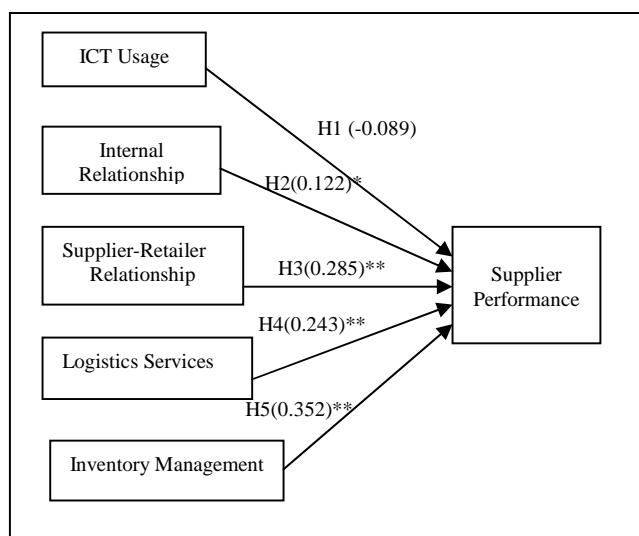 ICT Usage
H1 (-0.089)
Internal
Relationship
H2(0.122)*
Supplier-Retailer
Relationship
H3(0.285)**
Supplier
Performance
H4(0.243)**
Logistics Services
H5(0.352)**
Inventory Management